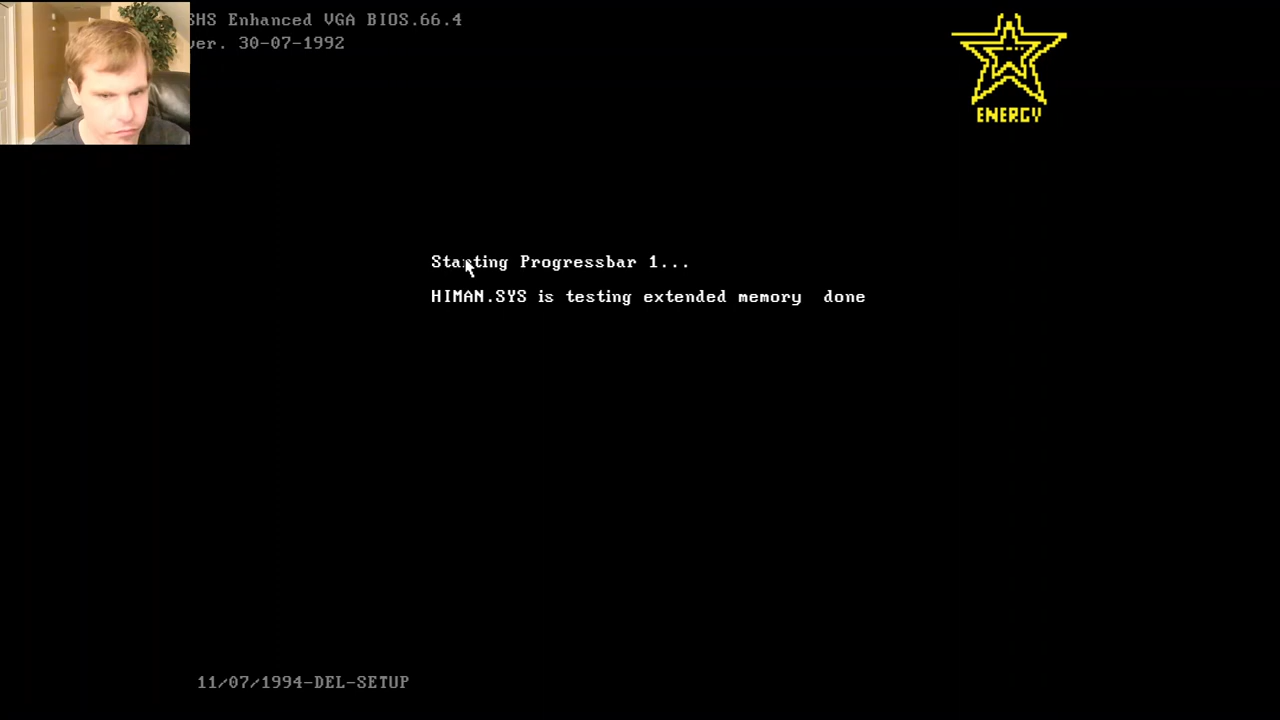 SHS Enhanced VGA BIOS.66.4
ver. 30-07-1992
ENERGY
Starting Progressbar 1...
HIMAN.SYS is testing extended memory  done
11/07/1994-DEL-SETUP